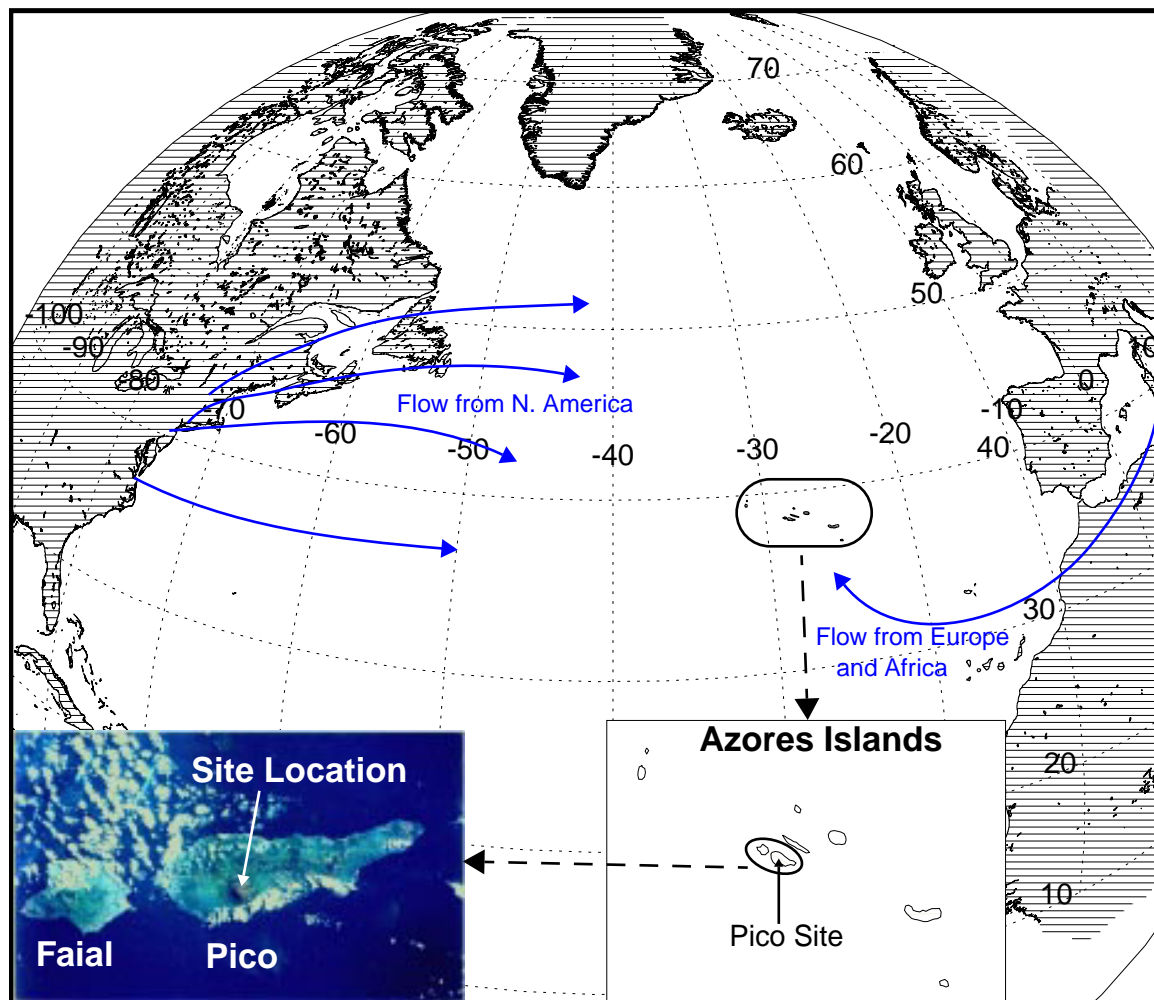 70
60
50
-100
-90
-80
-70
-60
-50
-40
-30
-20
-10
0
10
40
30
20
10
Flow from N. America
Flow from Europe
and Africa
Azores Islands
Pico Site
Site Location
Faial
Pico